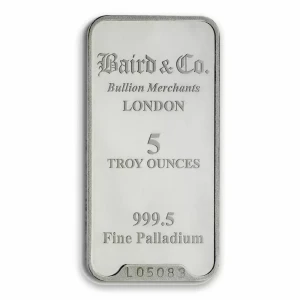 Baird & Co.
Bullion Merchants
LONDON
5
TROY OUNCES
999.5
Fine Palladium
L05083